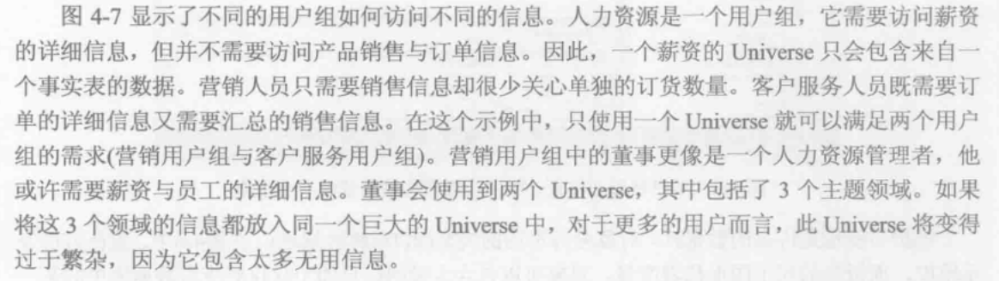 图 4-7 显示了不同的用户组如何访问不同的信息。人力资源是一个用户组，它需要访问薪资
的详细信息，但并不需要访问产品销售与订单信息。因此，一个薪资的 Universe 只会包含来自一
个事实表的数据。营销人员只需要销售信息却很少关心单独的订货数量。客户服务人员既需要订
单的详细信息又需要汇总的销售信息。在这个示例中，只使用一个 Universe 就可以满足两个用户
组的需求(营销用户组与客户服务用户组)。营销用户组中的董事更像是一个人力资源管理者，他
或许需要薪资与员工的详细信息。董事会使用到两个 Universe，其中包括了 3 个主题领域。如果
将这 3 个领域的信息都放入同一个巨大的 Universe 中，对于更多的用户而言，此 Universe 将变得
过于繁杂，因为它包含太多无用信息。